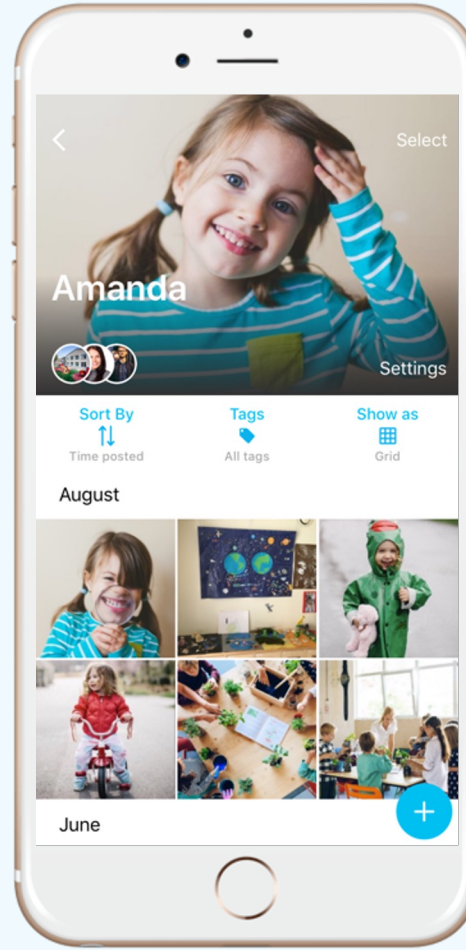 Select
Amanda
Settings
Sort By
Tags
Show as
Time posted
All tags
Grid
August
June